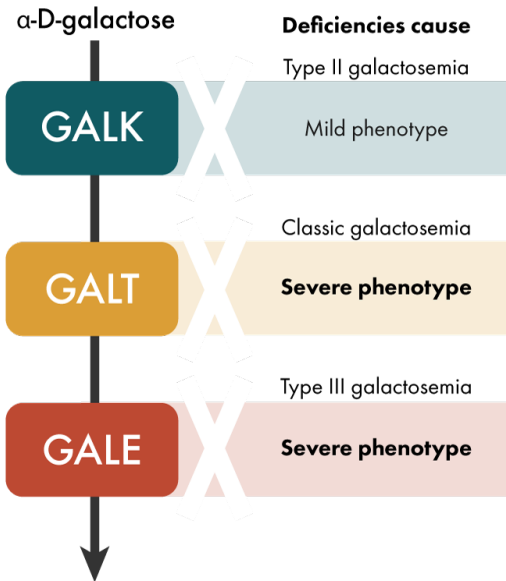 α-D-galactose
Deficiencies cause
Type II galactosemia
GALK
Mild phenotype
Classic galactosemia
GALT
Severe phenotype
Type III galactosemia
GALE
Severe phenotype